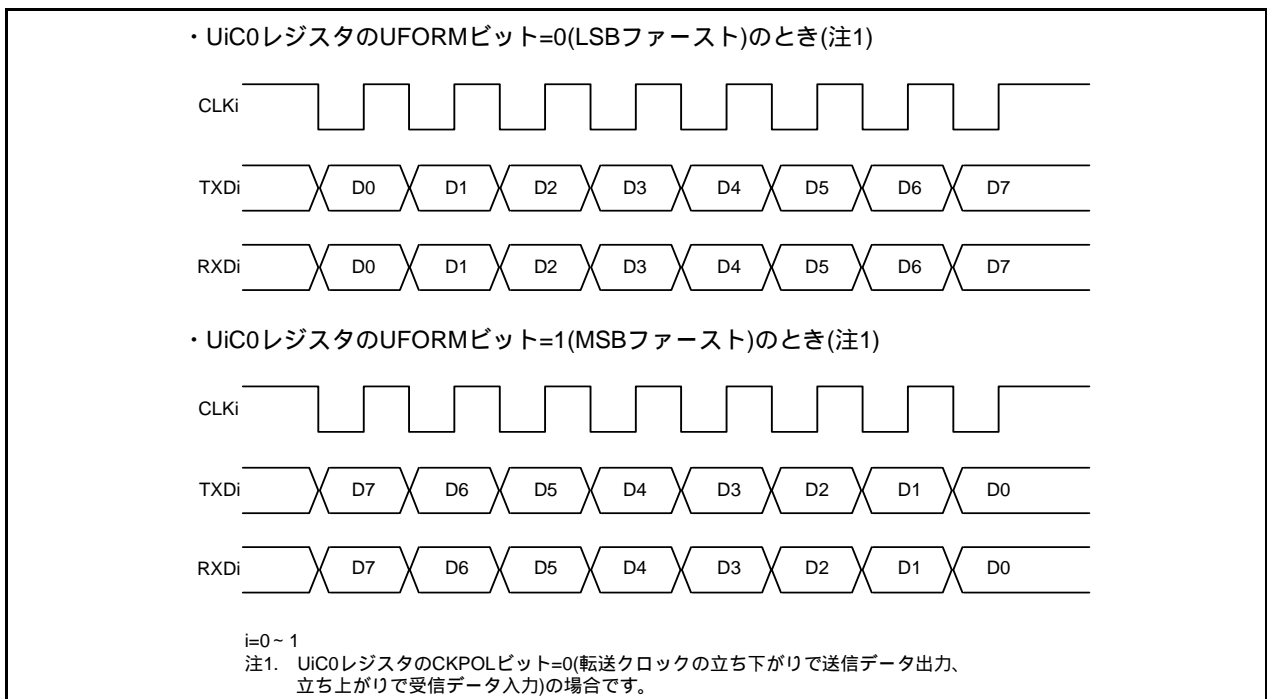 ・UiC0レジスタのUFORMビット=0(LSBファースト)のとき(注1)
CLKi
TXDi D0 D1 D2 D3 D4 D5 D6 D7
RXDi D0 D1 D2 D3 D4 D5 D6 D7
・UiC0レジスタのUFORMビット=1(MSBファースト)のとき(注1)
CLKi
TXDi D7 D6 D5 D4 D3 D2 D1 D0
RXDi D7 D6 D5 D4 D3 D2 D1 D0
i=0~1
注1. UiC0レジスタのCKPOLビット=0(転送クロックの立ち下がりで送信データ出力、
立ち上がりで受信データ入力)の場合です。